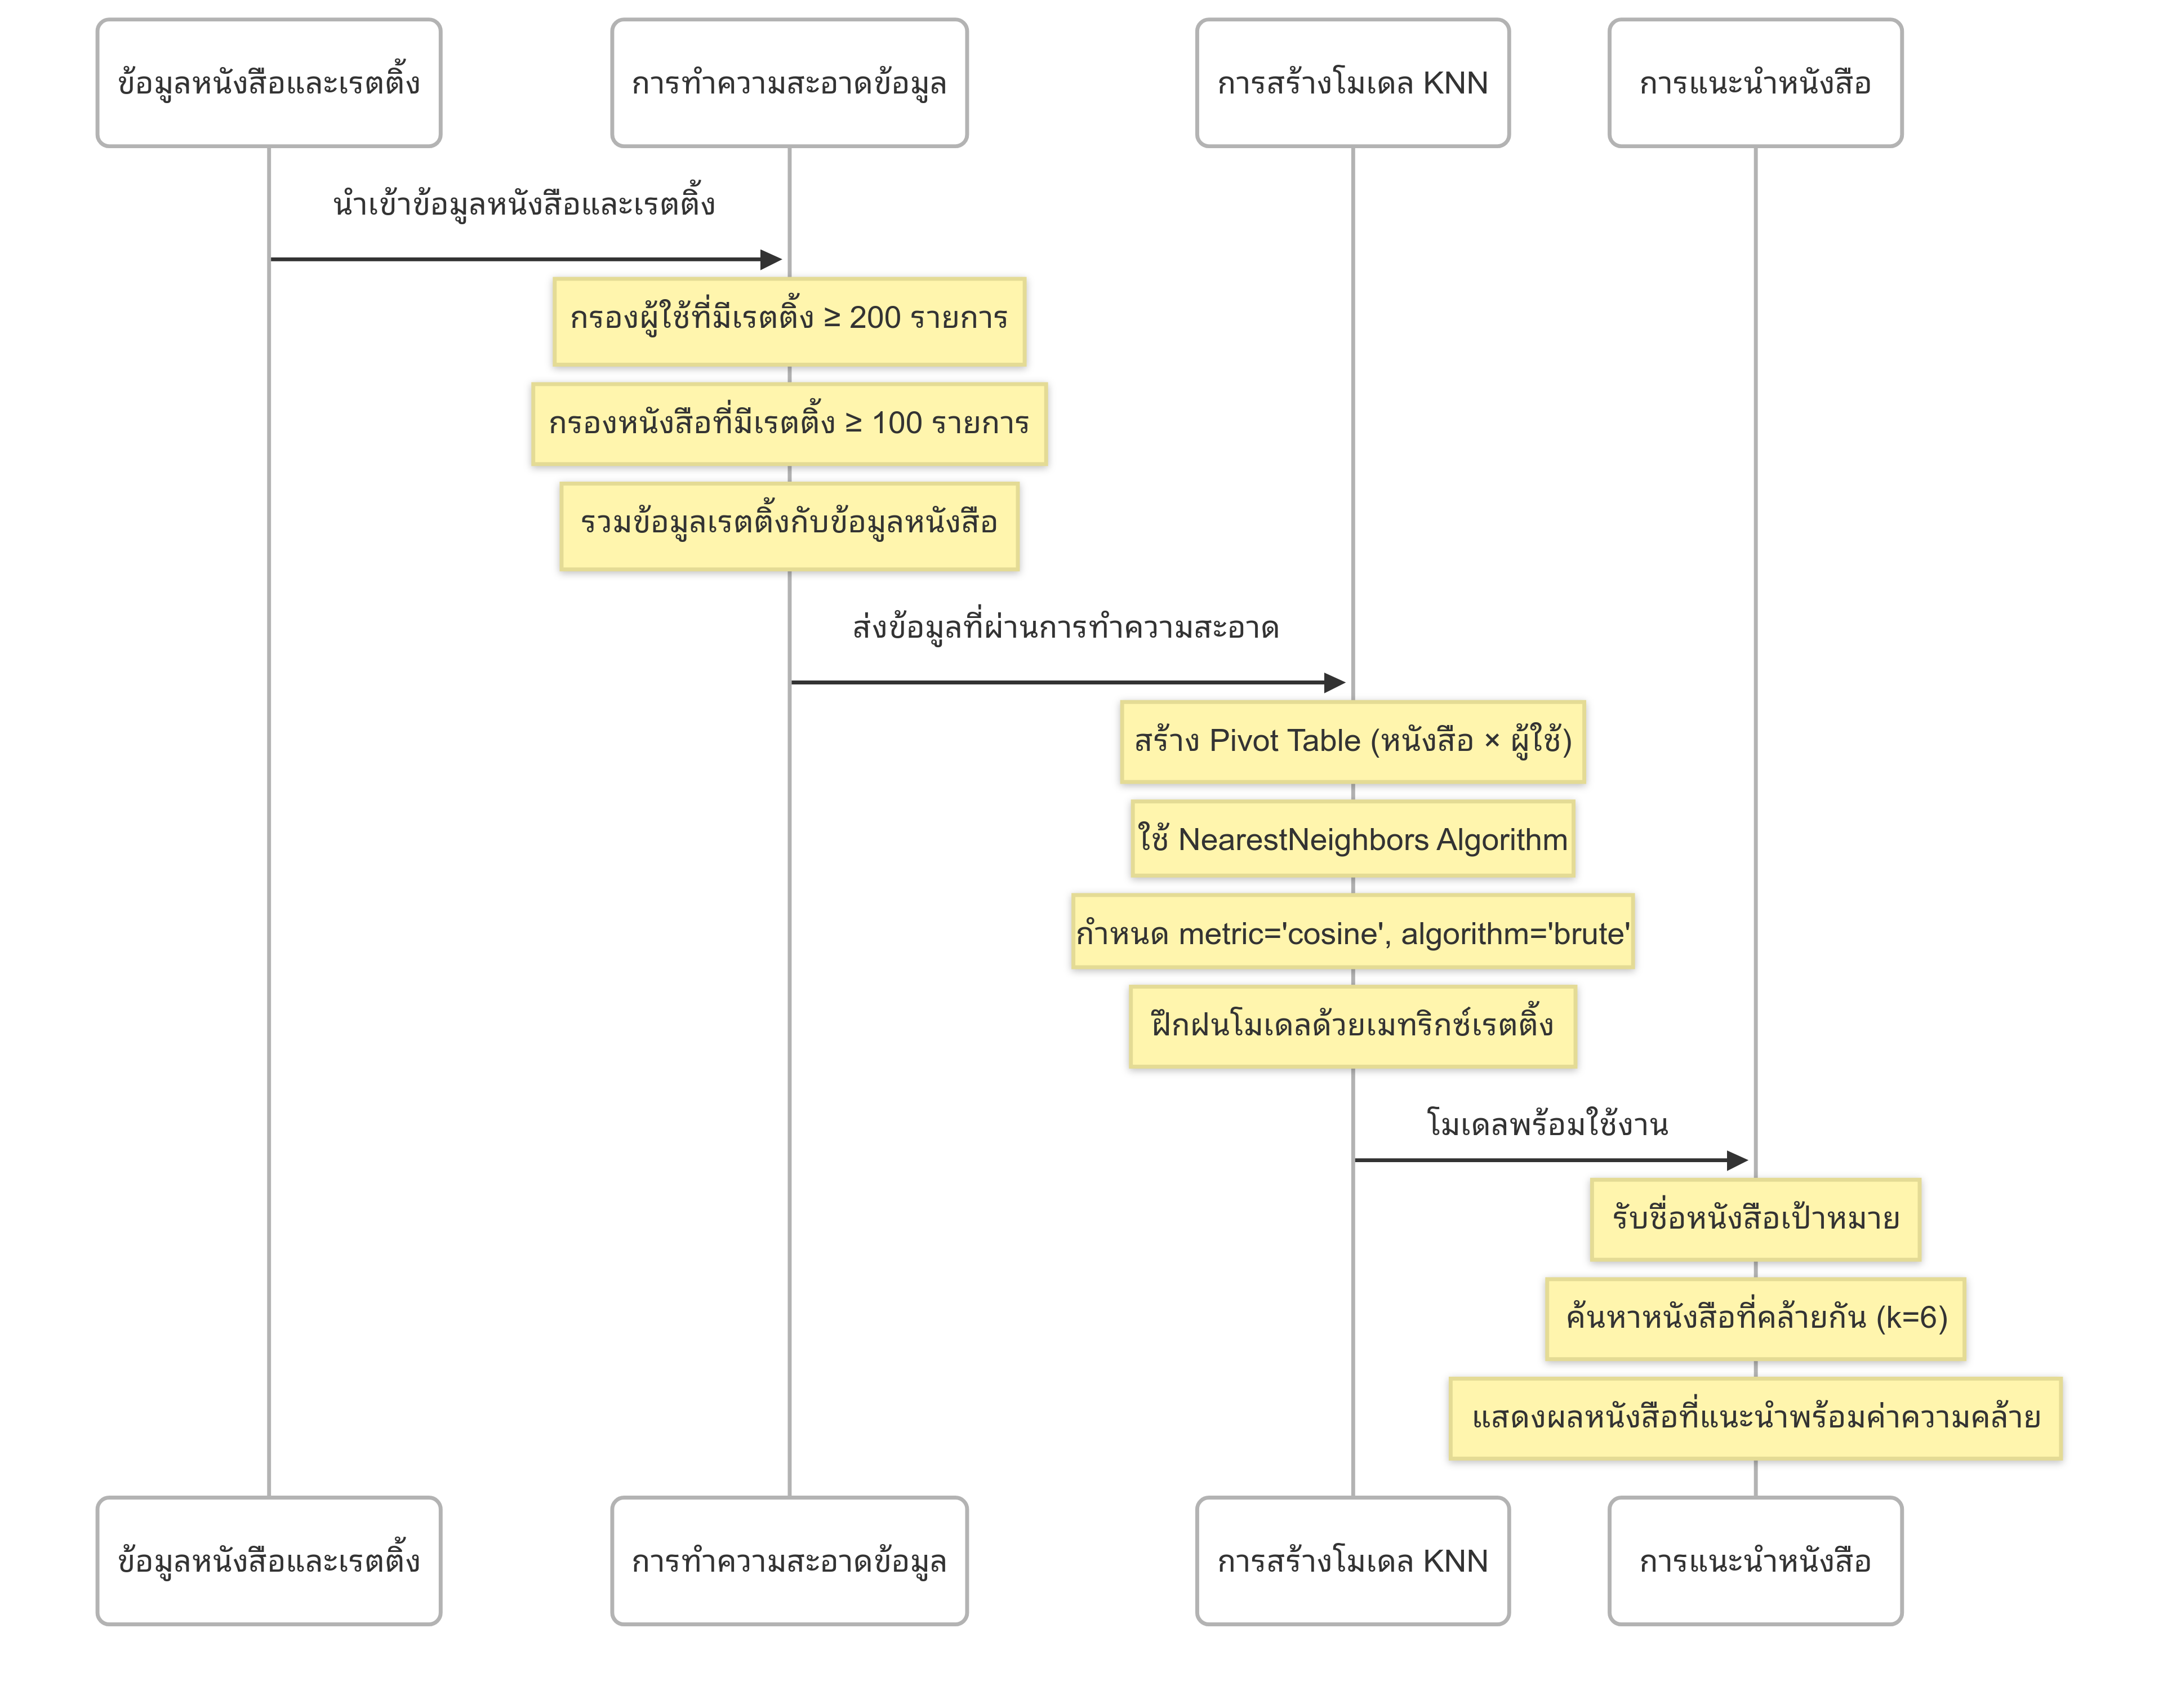 ข้อมูลหนังสือและเรตติ้ง
การทำความสะอาดข้อมูล
การสร้างโมเดล KNN
การแนะนำหนังสือ
นำเข้าข้อมูลหนังสือและเรตติ้ง
กรองผู้ใช้ที่มีเรตติ้ง ≥ 200 รายการ
กรองหนังสือที่มีเรตติ้ง ≥ 100 รายการ
รวมข้อมูลเรตติ้งกับข้อมูลหนังสือ
ส่งข้อมูลที่ผ่านการทำความสะอาด
สร้าง Pivot Table (หนังสือ × ผู้ใช้)
ใช้ NearestNeighbors Algorithm
กำหนด metric='cosine', algorithm='brute'
ฝึกฝนโมเดลด้วยเมทริกซ์เรตติ้ง
โมเดลพร้อมใช้งาน
รับชื่อหนังสือเป้าหมาย
ค้นหาหนังสือที่คล้ายกัน (k=6)
แสดงผลหนังสือที่แนะนำพร้อมค่าความคล้าย
ข้อมูลหนังสือและเรตติ้ง
การทำความสะอาดข้อมูล
การสร้างโมเดล KNN
การแนะนำหนังสือ